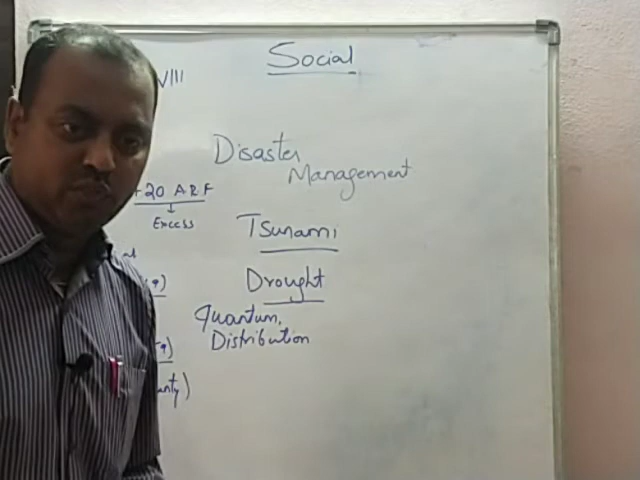 Social
VIII
Disaster
Management
+20 ARF
Excess
Tsunami
Drought
Quantum,
Distribution